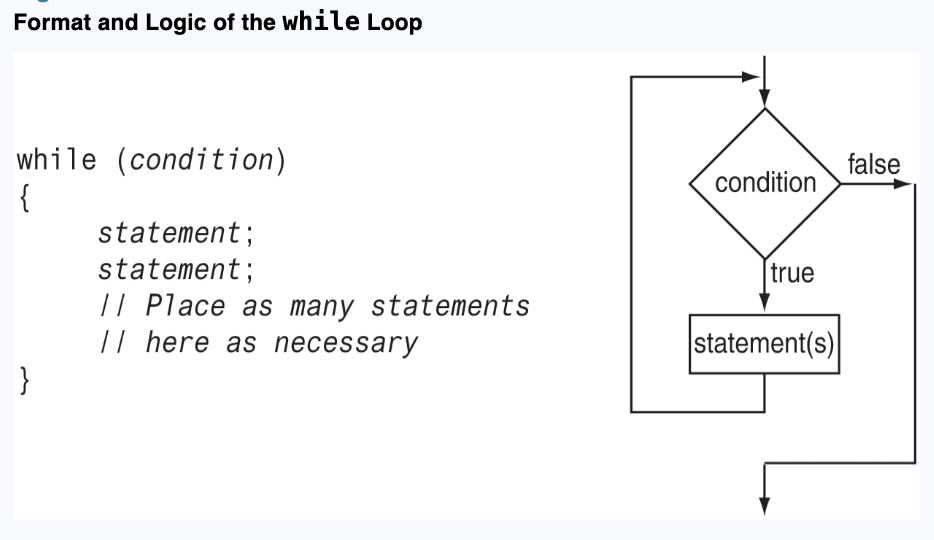 Format and Logic of the while Loop
while (condition)
{
statement;
statement;
// Place as many statements
// here as necessary
}
condition
false
true
statement(s)